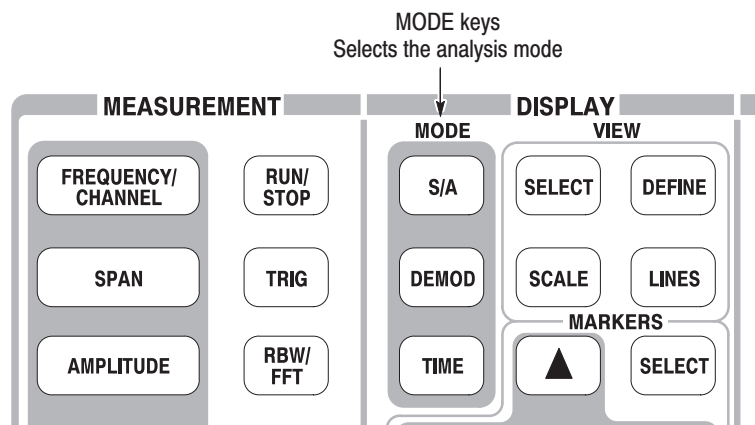 MODE keys
Selects the analysis mode
MEASUREMENT
DISPLAY
MODE
VIEW
FREQUENCY/
CHANNEL
RUN/
STOP
S/A
SELECT
DEFINE
SPAN
TRIG
DEMOD
SCALE
LINES
MARKERS
AMPLITUDE
RBW/
FFT
TIME
SELECT